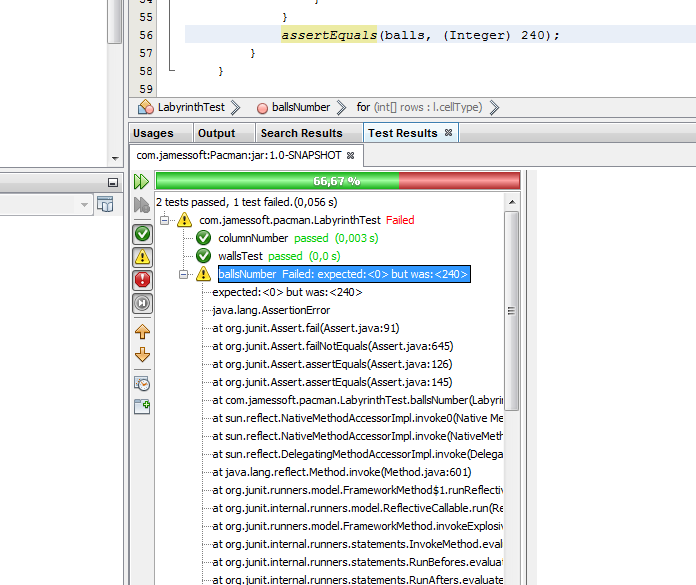 55 }
56 assertEquals(balls, (Integer) 240);
57 }
58 }
59
LabyrinthTest ballsNumber for (int[] rows : l.cellType)
Usages Output Search Results Test Results
com.jamessoft:Pacman:jar:1.0-SNAPSHOT
66,67 %
2 tests passed, 1 test failed.(0,056 s)
com.jamessoft.pacman.LabyrinthTest Failed
columnNumber passed (0,003 s)
wallsTest passed (0,0 s)
ballsNumber Failed: expected:<0> but was:<240>
expected:<0> but was:<240>
java.lang.AssertionError
at org.junit.Assert.fail(Assert.java:91)
at org.junit.Assert.failNotEquals(Assert.java:645)
at org.junit.Assert.assertEquals(Assert.java:126)
at org.junit.Assert.assertEquals(Assert.java:145)
at com.jamessoft.pacman.LabyrinthTest.ballsNumber(Labyri
at sun.reflect.NativeMethodAccessorImpl.invoke0(Native Me
at sun.reflect.NativeMethodAccessorImpl.invoke(NativeMeth
at sun.reflect.DelegatingMethodAccessorImpl.invoke(Delega
at java.lang.reflect.Method.invoke(Method.java:601)
at org.junit.runners.model.FrameworkMethod$1.runReflectiv
at org.junit.internal.runners.model.ReflectiveCallable.run(Re
at org.junit.runners.model.FrameworkMethod.invokeExplosiv
at org.junit.internal.runners.statements.InvokeMethod.eval
at org.junit.internal.runners.statements.RunBefores.evalua
at org.junit.internal.runners.statements.RunAfters.evaluate